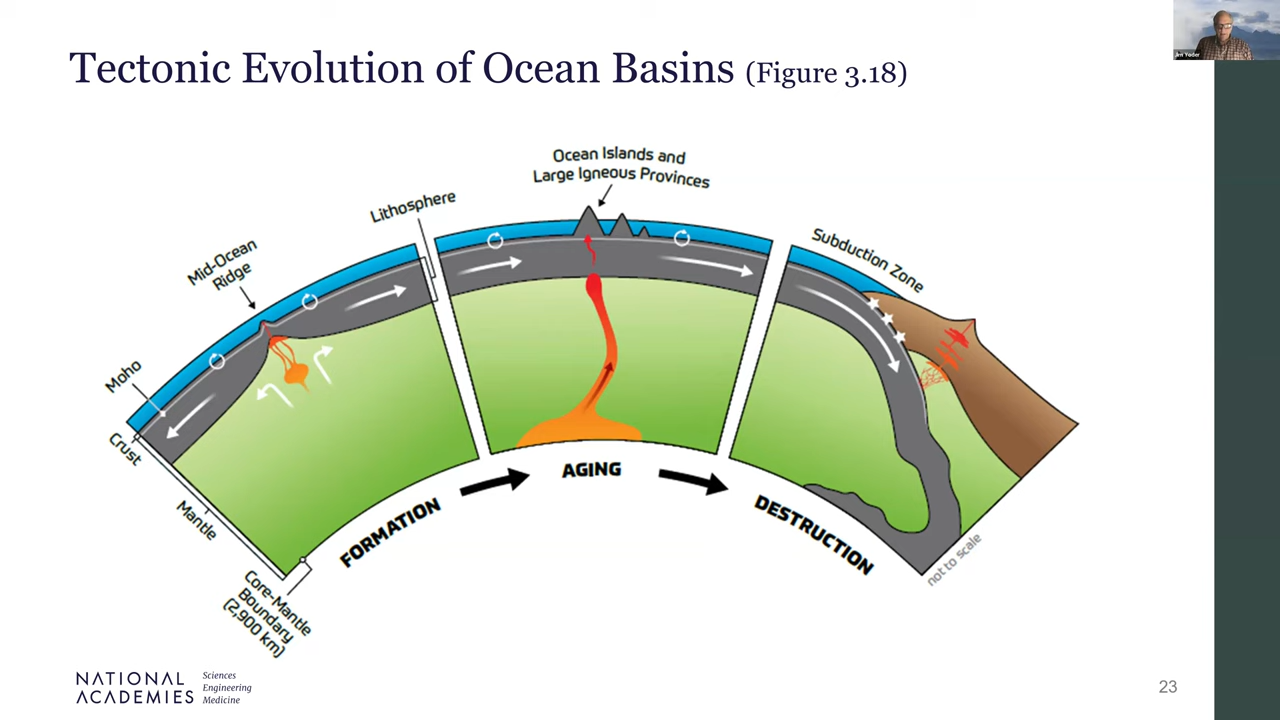 Tectonic Evolution of Ocean Basins (Figure 3.18)
Jim Yoder
Ocean Islands and
Large Igneous Provinces
Lithosphere
Mid-Ocean
Ridge
Subduction Zone
Moho
Crust
Mantle
Core-Mantle
Boundary
(2,900 km)
FORMATION
AGING
DESTRUCTION
not to scale
NATIONAL
ACADEMIES
Sciences
Engineering
Medicine
23